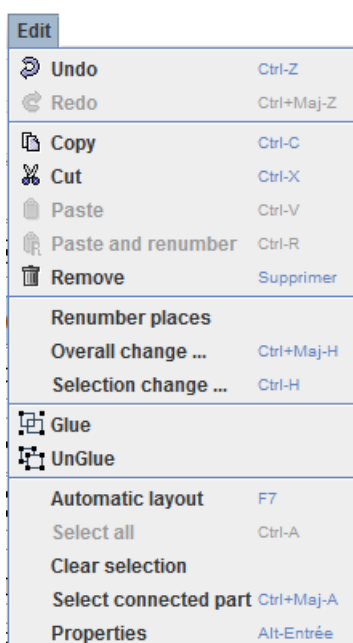 Edit
Undo Ctrl-Z
Redo Ctrl+Maj-Z
Copy Ctrl-C
Cut Ctrl-X
Paste Ctrl-V
Paste and renumber Ctrl-R
Remove Supprimer
Renumber places
Overall change ... Ctrl+Maj-H
Selection change ... Ctrl-H
Glue
UnGlue
Automatic layout F7
Select all Ctrl-A
Clear selection
Select connected part Ctrl+Maj-A
Properties Alt-Entrée